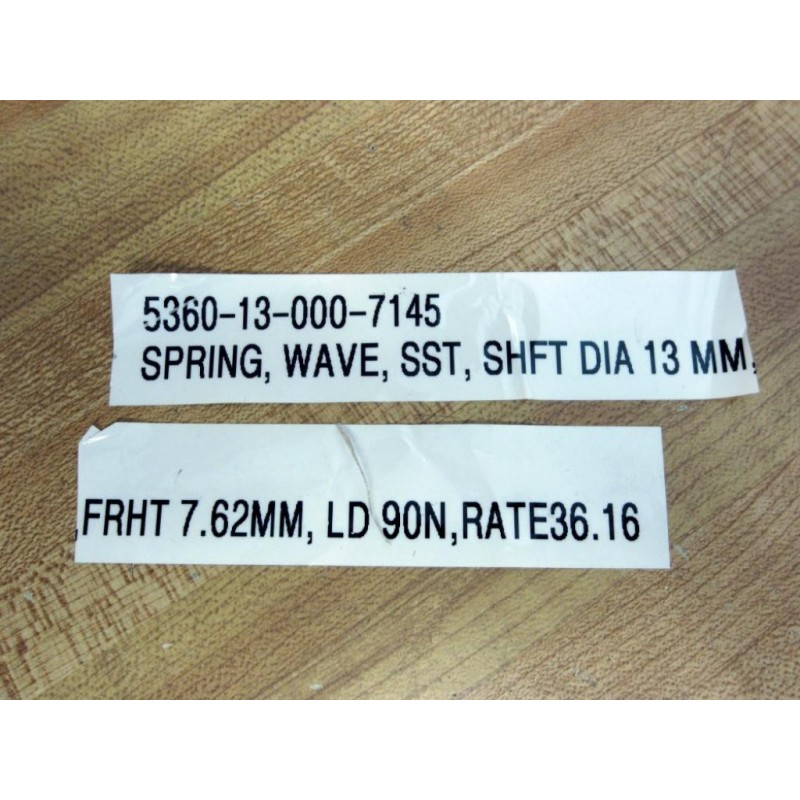 5360-13-000-7145
SPRING, WAVE, SST, SHFT DIA 13 MM,
,FRHT 7.62MM, LD 90N,RATE36.16